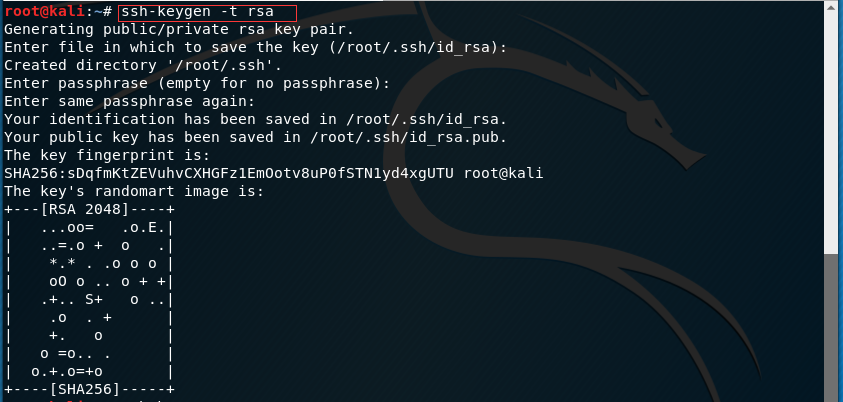 root@kali:~# ssh-keygen -t rsa
Generating public/private rsa key pair.
Enter file in which to save the key (/root/.ssh/id_rsa):
Created directory '/root/.ssh'.
Enter passphrase (empty for no passphrase):
Enter same passphrase again:
Your identification has been saved in /root/.ssh/id_rsa.
Your public key has been saved in /root/.ssh/id_rsa.pub.
The key fingerprint is:
SHA256:sDqfmKtZEVuhvCXHGFz1EmOotv8uP0fSTN1yd4xgUTU root@kali
The key's randomart image is:
+---[RSA 2048]----+
|   ...oo=   .o.E.|
|   ..=.o +  o   .|
|    *.* . .o o o |
|    oO o .. o + +|
|   .+.. S+   o ..|
|    .o  . +      |
|    +.   o       |
|   o =o.. .      |
|  o.+.o=+o       |
+----[SHA256]-----+